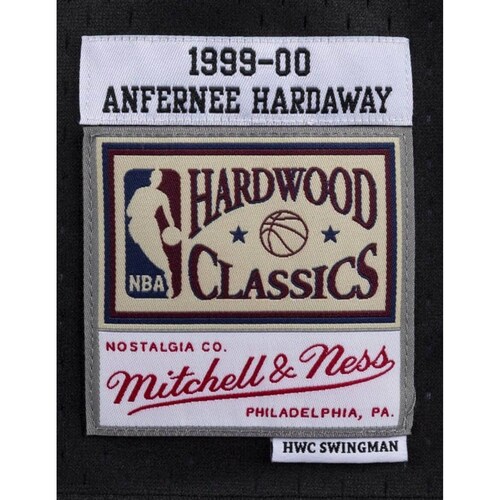 1999-00
ANFERNEE HARDAWAY
HARDWOOD
CLASSICS
NBA
NOSTALGIA CO.
Mitchell & Ness
PHILADELPHIA, PA.
HWC SWINGMAN